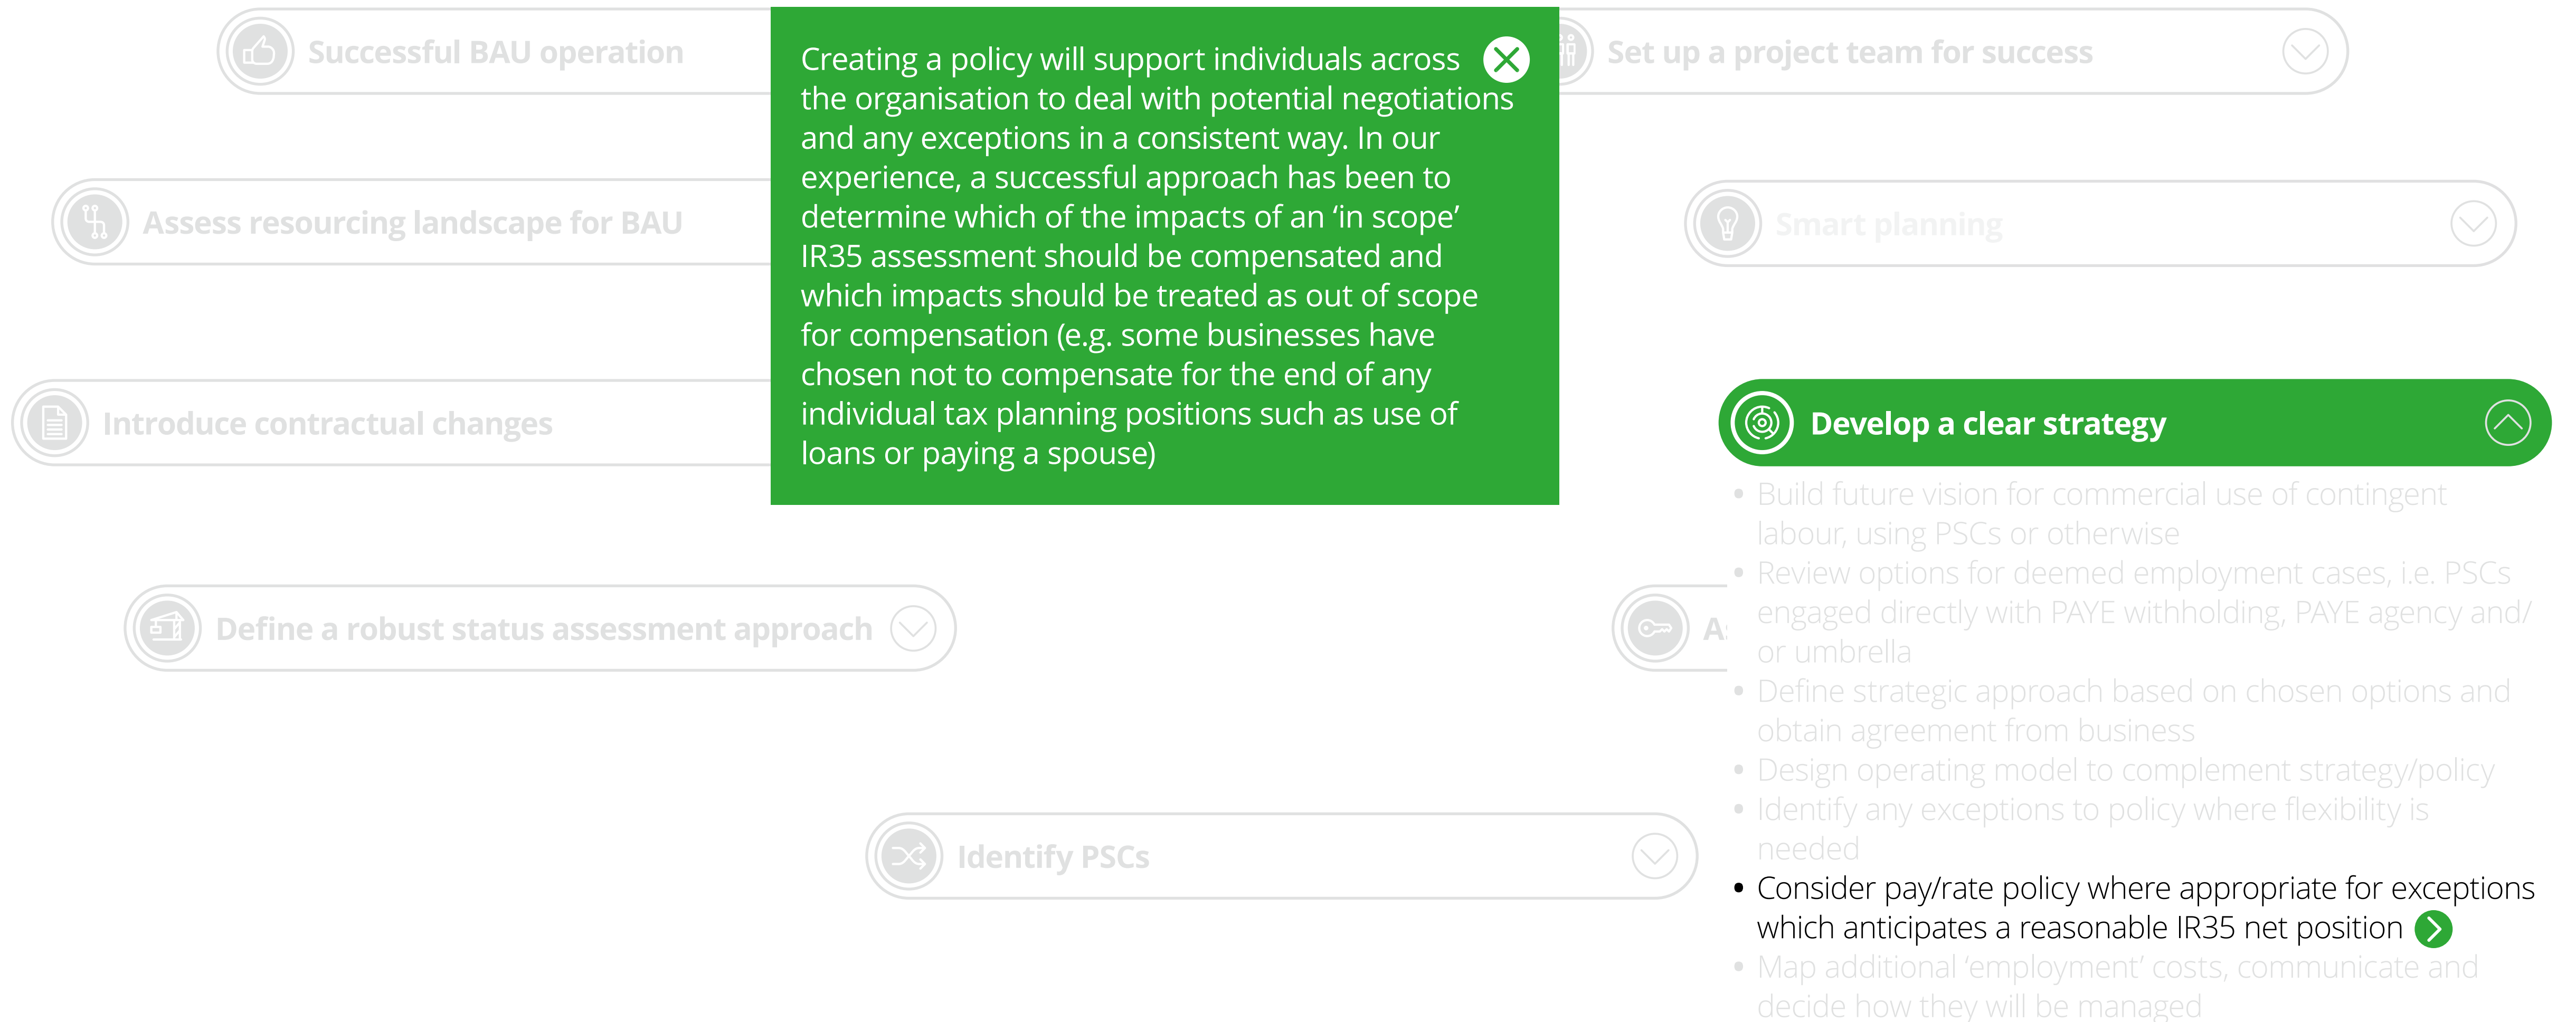 Successful BAU operation
Creating a policy will support individuals across
the organisation to deal with potential negotiations
and any exceptions in a consistent way. In our
experience, a successful approach has been to
determine which of the impacts of an ‘in scope’
IR35 assessment should be compensated and
which impacts should be treated as out of scope
for compensation (e.g. some businesses have
chosen not to compensate for the end of any
individual tax planning positions such as use of
loans or paying a spouse)
Set up a project team for success
Assess resourcing landscape for BAU
Smart planning
Introduce contractual changes
Develop a clear strategy
• Build future vision for commercial use of contingent
labour, using PSCs or otherwise
• Review options for deemed employment cases, i.e. PSCs
engaged directly with PAYE withholding, PAYE agency and/
or umbrella
• Define strategic approach based on chosen options and
obtain agreement from business
• Design operating model to complement strategy/policy
• Identify any exceptions to policy where flexibility is
needed
• Consider pay/rate policy where appropriate for exceptions
which anticipates a reasonable IR35 net position
• Map additional ‘employment’ costs, communicate and
decide how they will be managed
Define a robust status assessment approach
Identify PSCs